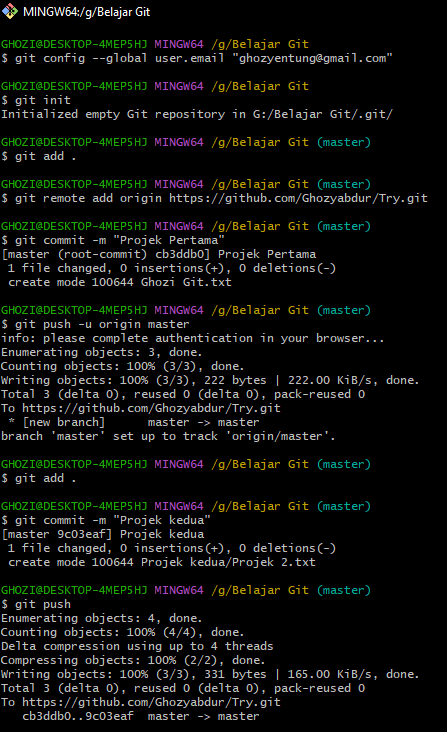 MINGW64:/g/Belajar Git
GHOZI@DESKTOP-4MEP5HJ MINGW64 /g/Belajar Git
$ git config --global user.email "ghozyentung@gmail.com"
GHOZI@DESKTOP-4MEP5HJ MINGW64 /g/Belajar Git
$ git init
Initialized empty Git repository in G:/Belajar Git/.git/
GHOZI@DESKTOP-4MEP5HJ MINGW64 /g/Belajar Git (master)
$ git add .
GHOZI@DESKTOP-4MEP5HJ MINGW64 /g/Belajar Git (master)
$ git remote add origin https://github.com/Ghozyabdur/Try.git
GHOZI@DESKTOP-4MEP5HJ MINGW64 /g/Belajar Git (master)
$ git commit -m "Projek Pertama"
[master (root-commit) cb3ddb0] Projek Pertama
 1 file changed, 0 insertions(+), 0 deletions(-)
 create mode 100644 Ghozi Git.txt
GHOZI@DESKTOP-4MEP5HJ MINGW64 /g/Belajar Git (master)
$ git push -u origin master
info: please complete authentication in your browser...
Enumerating objects: 3, done.
Counting objects: 100% (3/3), done.
Writing objects: 100% (3/3), 222 bytes | 222.00 KiB/s, done.
Total 3 (delta 0), reused 0 (delta 0), pack-reused 0
To https://github.com/Ghozyabdur/Try.git
 * [new branch]      master -> master
branch 'master' set up to track 'origin/master'.
GHOZI@DESKTOP-4MEP5HJ MINGW64 /g/Belajar Git (master)
$ git add .
GHOZI@DESKTOP-4MEP5HJ MINGW64 /g/Belajar Git (master)
$ git commit -m "Projek kedua"
[master 9c03eaf] Projek kedua
 1 file changed, 0 insertions(+), 0 deletions(-)
 create mode 100644 Projek kedua/Projek 2.txt
GHOZI@DESKTOP-4MEP5HJ MINGW64 /g/Belajar Git (master)
$ git push
Enumerating objects: 4, done.
Counting objects: 100% (4/4), done.
Delta compression using up to 4 threads
Compressing objects: 100% (2/2), done.
Writing objects: 100% (3/3), 331 bytes | 165.00 KiB/s, done.
Total 3 (delta 0), reused 0 (delta 0), pack-reused 0
To https://github.com/Ghozyabdur/Try.git
   cb3ddb0..9c03eaf  master -> master